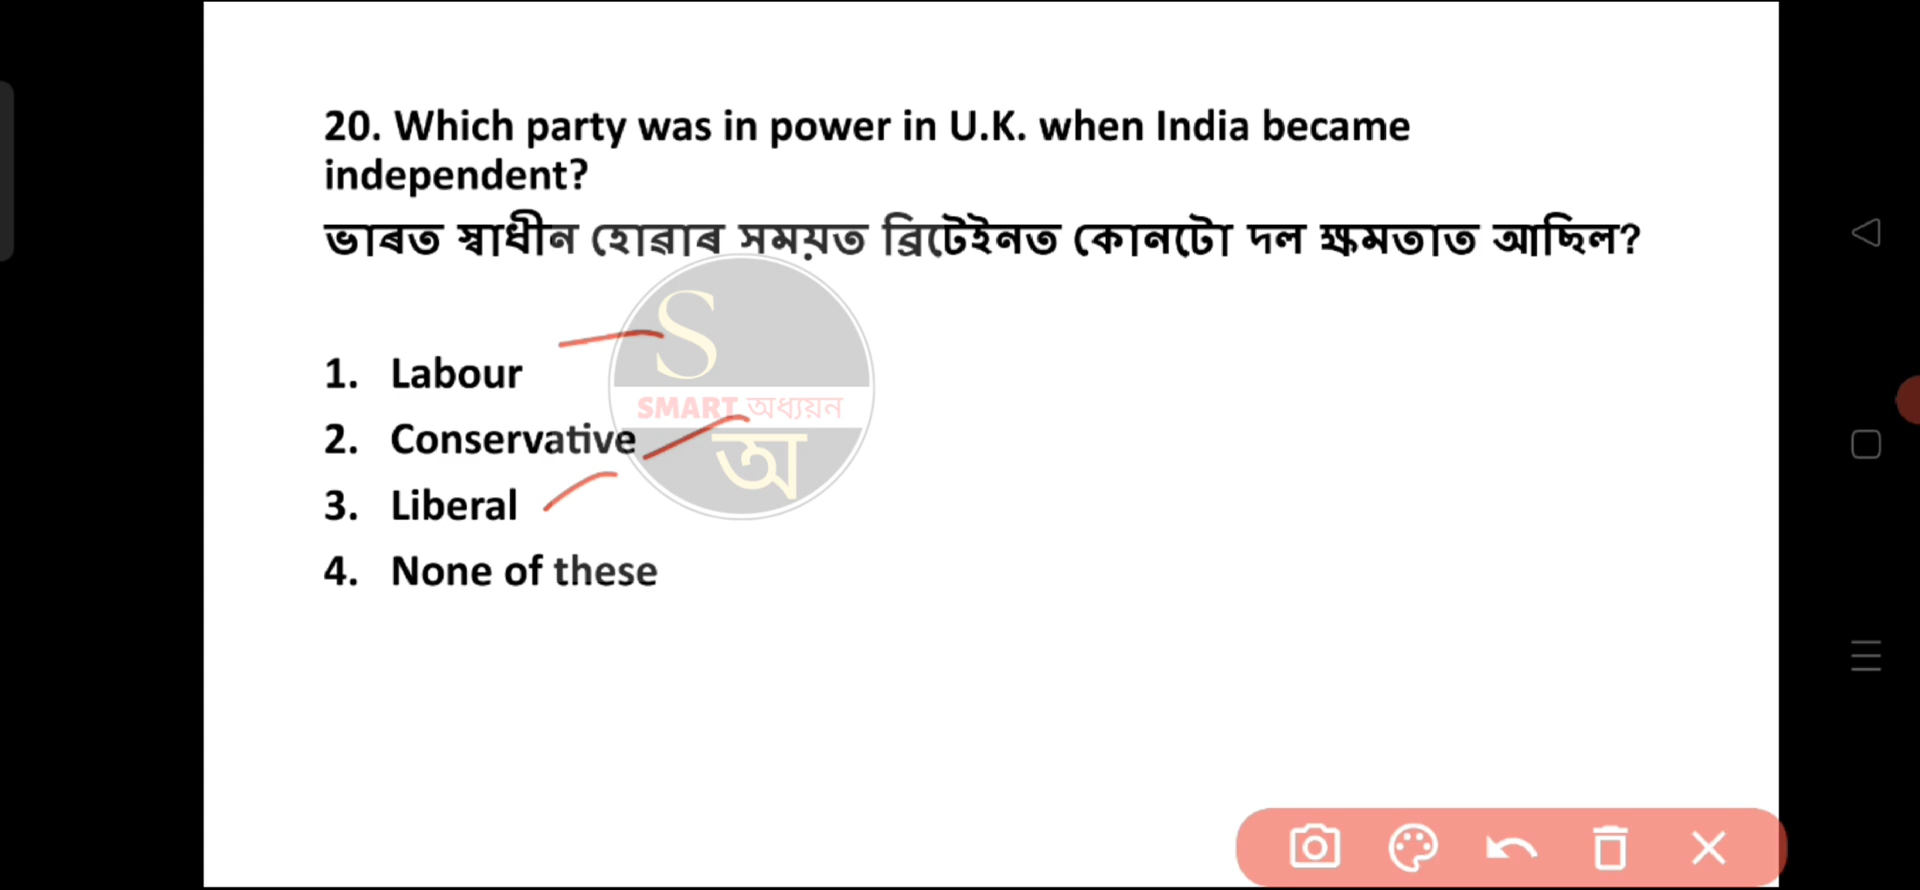 20. Which party was in power in U.K. when India became
independent?
ভাৰত স্বাধীন হোৱাৰ সময়ত ব্ৰিটেইনত কোনটো দল ক্ষমতাত আছিল?
1. Labour
2. Conservative
3. Liberal
4. None of these
S
SMART অধ্যয়ন
অ